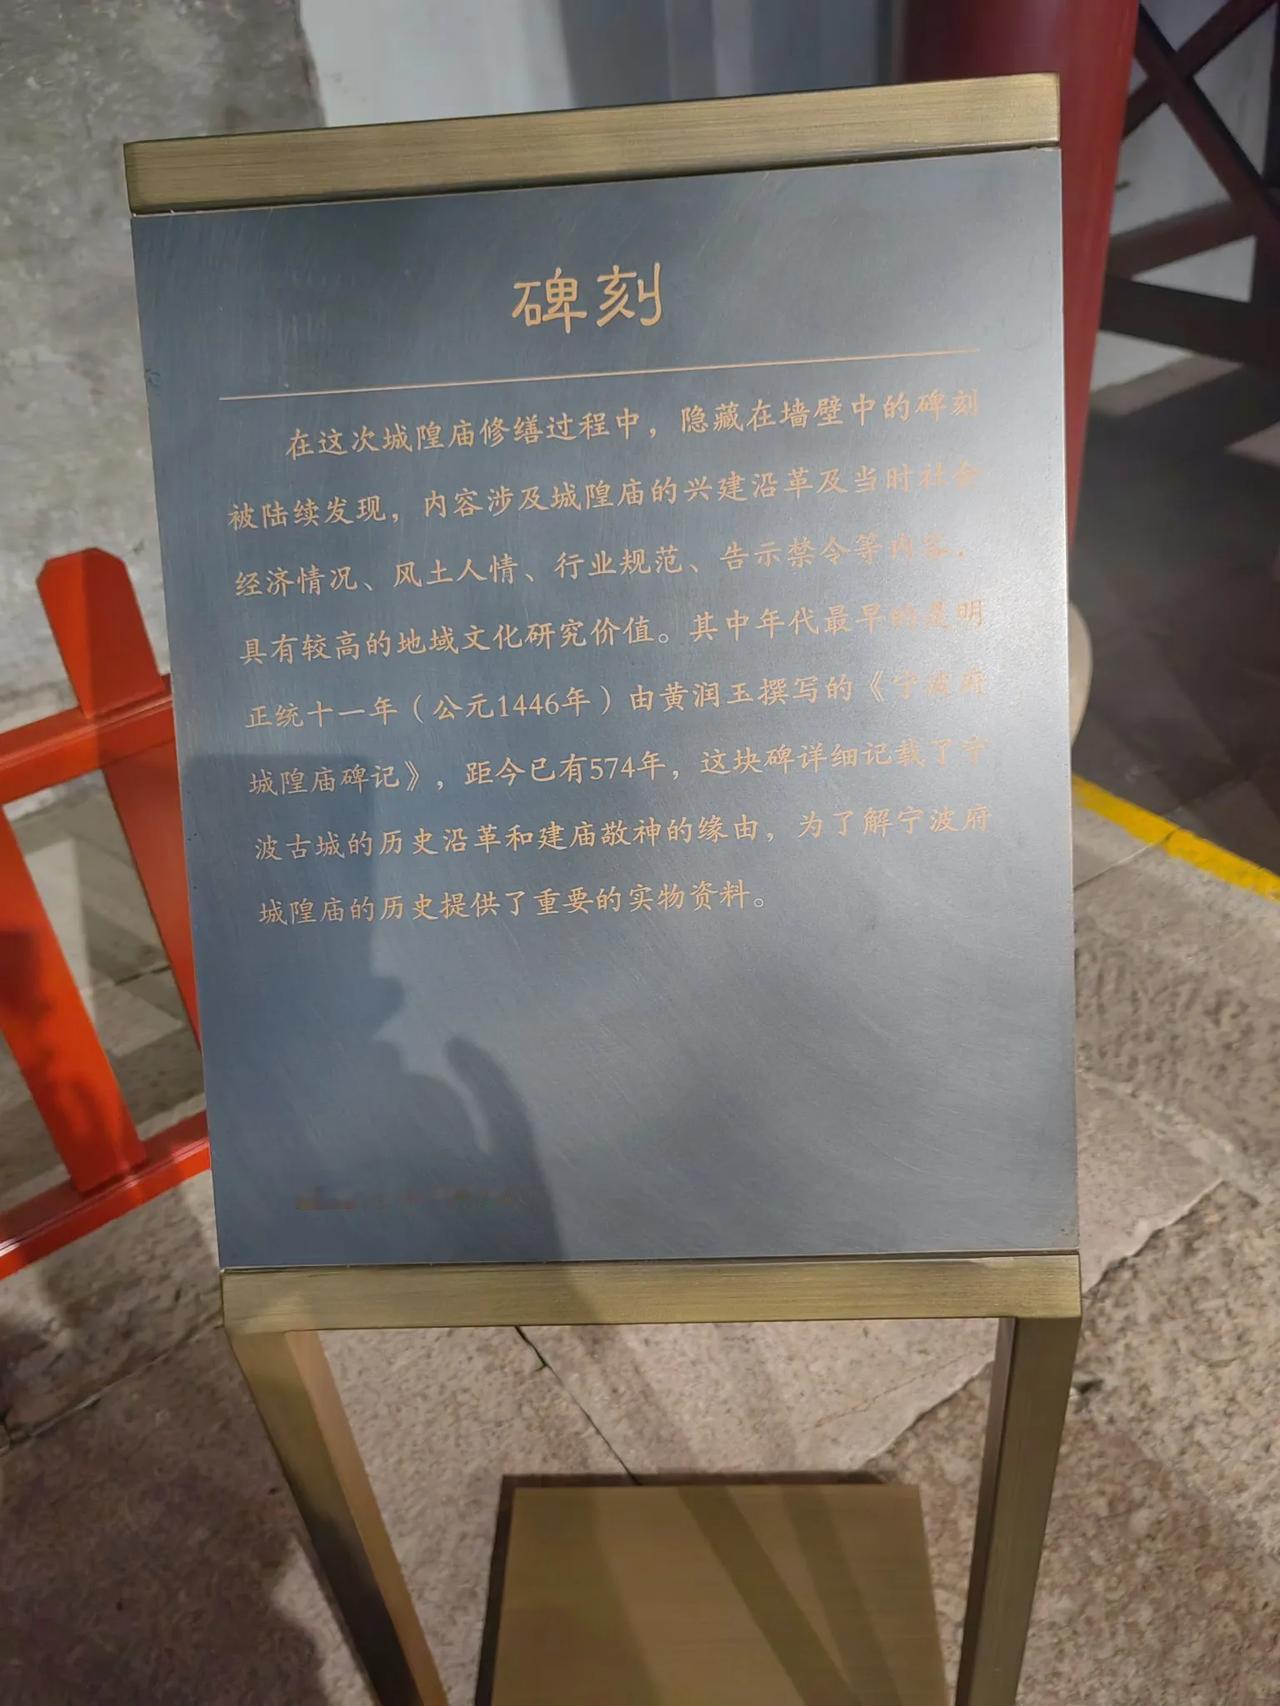 碑刻
在这次城隍庙修缮过程中，隐藏在墙壁中的碑刻
被陆续发现，内容涉及城隍庙的兴建沿革及当时社会
经济情况、风土人情、行业规范、告示禁令等内容，
具有较高的地域文化研究价值。其中年代最早的是明
正统十一年（公元1446年）由黄润玉撰写的《宁波府
城隍庙碑记》，距今已有574年，这块碑详细记载了宁
波古城的历史沿革和建庙敬神的缘由，为了解宁波府
城隍庙的历史提供了重要的实物资料。